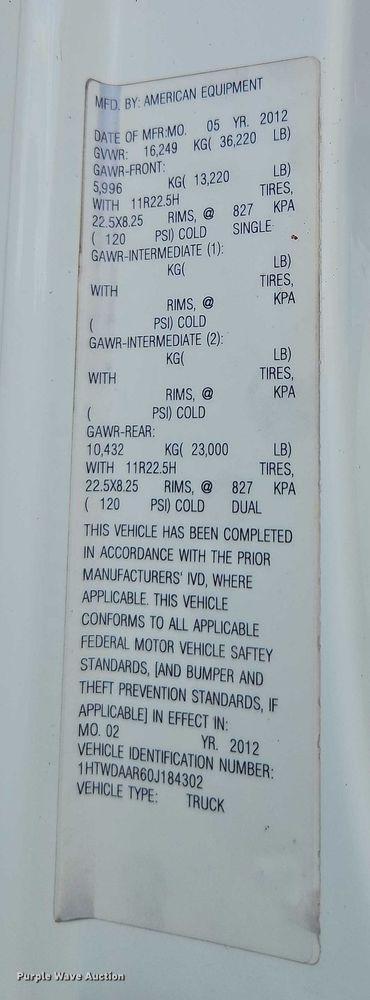 MFD. BY: AMERICAN EQUIPMENT
DATE OF MFR:MO. 05 YR. 2012
GVWR: 16,249 KG( 36,220 LB)
GAWR-FRONT:
5,996 KG( 13,220 LB)
WITH 11R22.5H TIRES,
22.5X8.25 RIMS, @ 827 KPA
( 120 PSI) COLD SINGLE
GAWR-INTERMEDIATE (1):
KG( LB)
WITH TIRES,
RIMS, @ KPA
( PSI) COLD
GAWR-INTERMEDIATE (2):
KG( LB)
WITH TIRES,
RIMS, @ KPA
( PSI) COLD
GAWR-REAR:
10,432 KG( 23,000 LB)
WITH 11R22.5H TIRES,
22.5X8.25 RIMS, @ 827 KPA
( 120 PSI) COLD DUAL
THIS VEHICLE HAS BEEN COMPLETED
IN ACCORDANCE WITH THE PRIOR
MANUFACTURERS' IVD, WHERE
APPLICABLE. THIS VEHICLE
CONFORMS TO ALL APPLICABLE
FEDERAL MOTOR VEHICLE SAFTEY
STANDARDS, [AND BUMPER AND
THEFT PREVENTION STANDARDS, IF
APPLICABLE] IN EFFECT IN:
MO. 02 YR. 2012
VEHICLE IDENTIFICATION NUMBER:
1HTWDAAR60J184302
VEHICLE TYPE: TRUCK
Purple Wave Auction